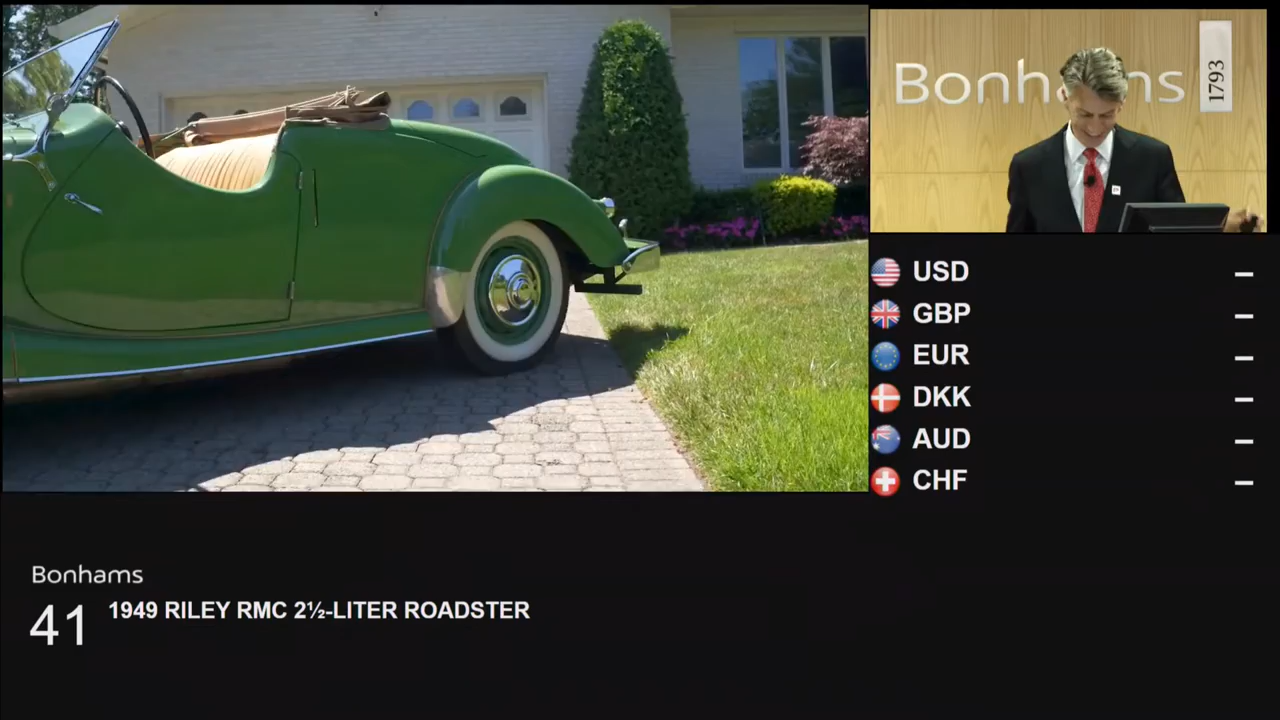 Bonhams
1793
USD –
GBP –
EUR –
DKK –
AUD –
CHF –
Bonhams
41 1949 RILEY RMC 2½-LITER ROADSTER